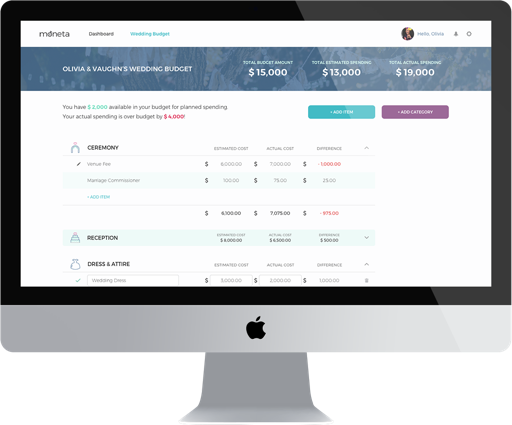 moneta Dashboard Wedding Budget Hello, Olivia
OLIVIA & VAUGHN'S WEDDING BUDGET
TOTAL BUDGET AMOUNT TOTAL ESTIMATED SPENDING TOTAL ACTUAL SPENDING
$ 15,000 $ 13,000 $ 19,000
You have $ 2,000 available in your budget for planned spending.
Your actual spending is over budget by $ 4,000!
+ ADD ITEM + ADD CATEGORY
CEREMONY ESTIMATED COST ACTUAL COST DIFFERENCE
Venue Fee $ 6,000.00 $ 7,000.00 $ - 1,000.00
Marriage Commissioner $ 100.00 $ 75.00 $ 25.00
+ ADD ITEM
$ 6,100.00 $ 7,075.00 $ - 975.00
RECEPTION ESTIMATED COST ACTUAL COST DIFFERENCE
$ 6,500.00 $ 500.00
DRESS & ATTIRE ESTIMATED COST ACTUAL COST DIFFERENCE
Wedding Dress $ 3,000.00 $ 2,000.00 $ 1,000.00